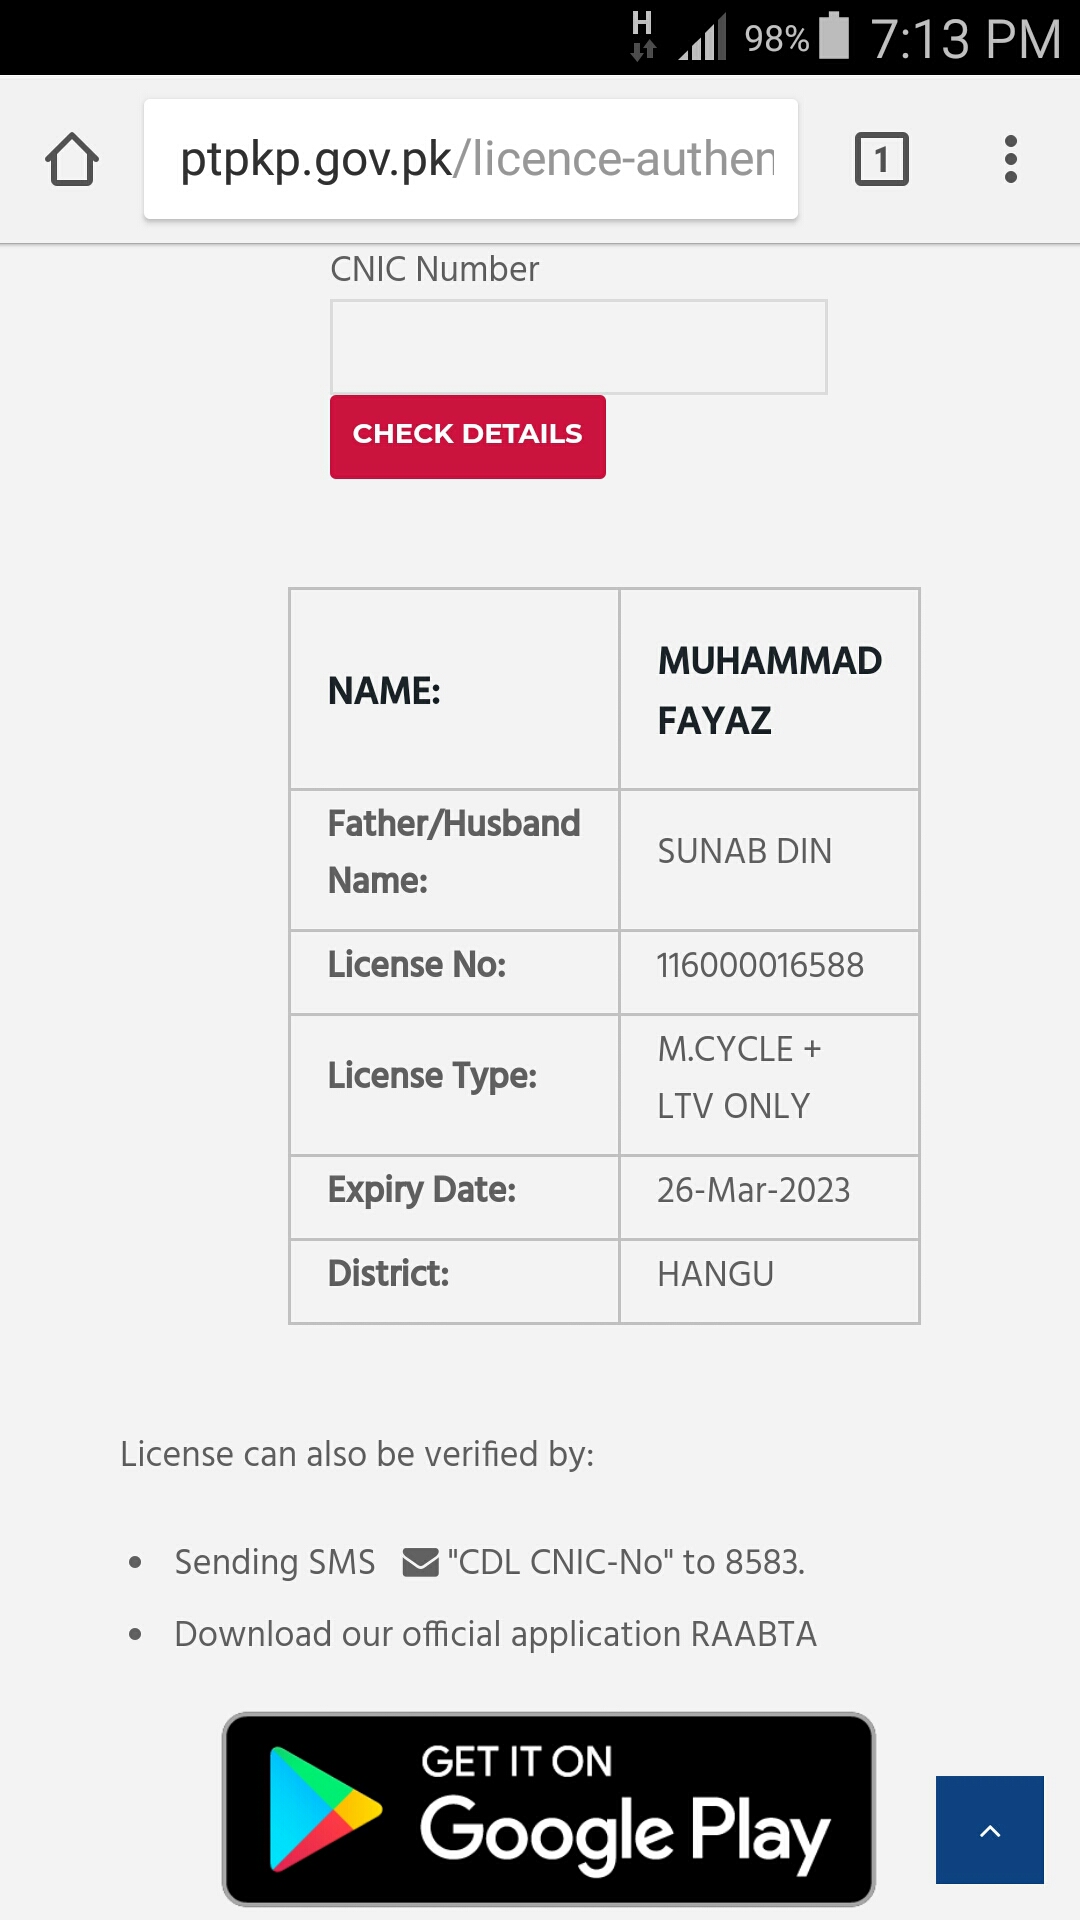 H 98% 7:13 PM
ptpkp.gov.pk/licence-authen
1
CNIC Number
CHECK DETAILS
NAME:
MUHAMMAD
FAYAZ
Father/Husband
Name:
SUNAB DIN
License No:
116000016588
License Type:
M.CYCLE +
LTV ONLY
Expiry Date:
26-Mar-2023
District:
HANGU
License can also be verified by:
• Sending SMS "CDL CNIC-No" to 8583.
• Download our official application RAABTA
GET IT ON
Google Play